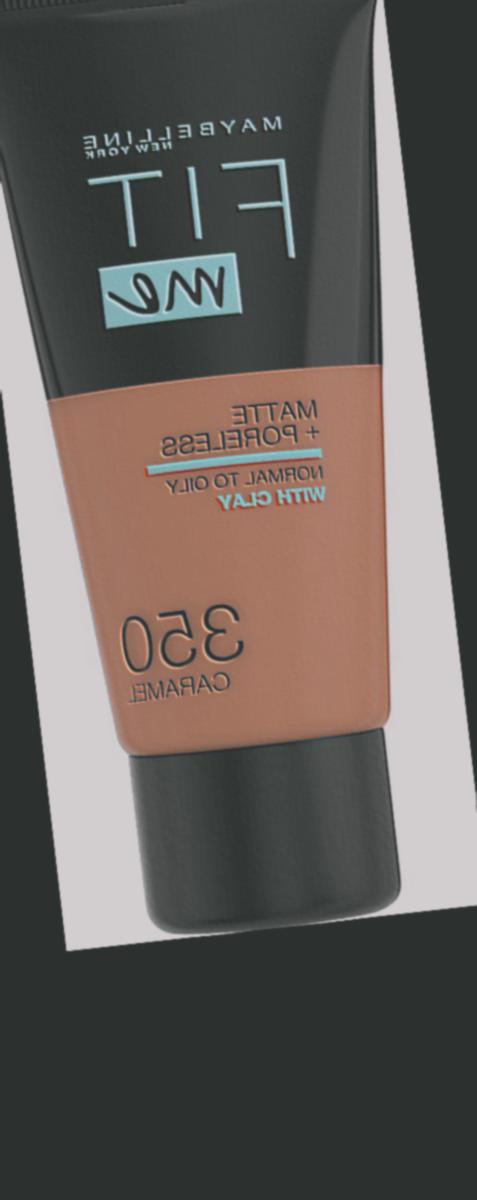 MAYBELLINE
NEW YORK
FIT
me
MATTE
+ PORELESS
NORMAL TO OILY
WITH CLAY
350
CARAMEL